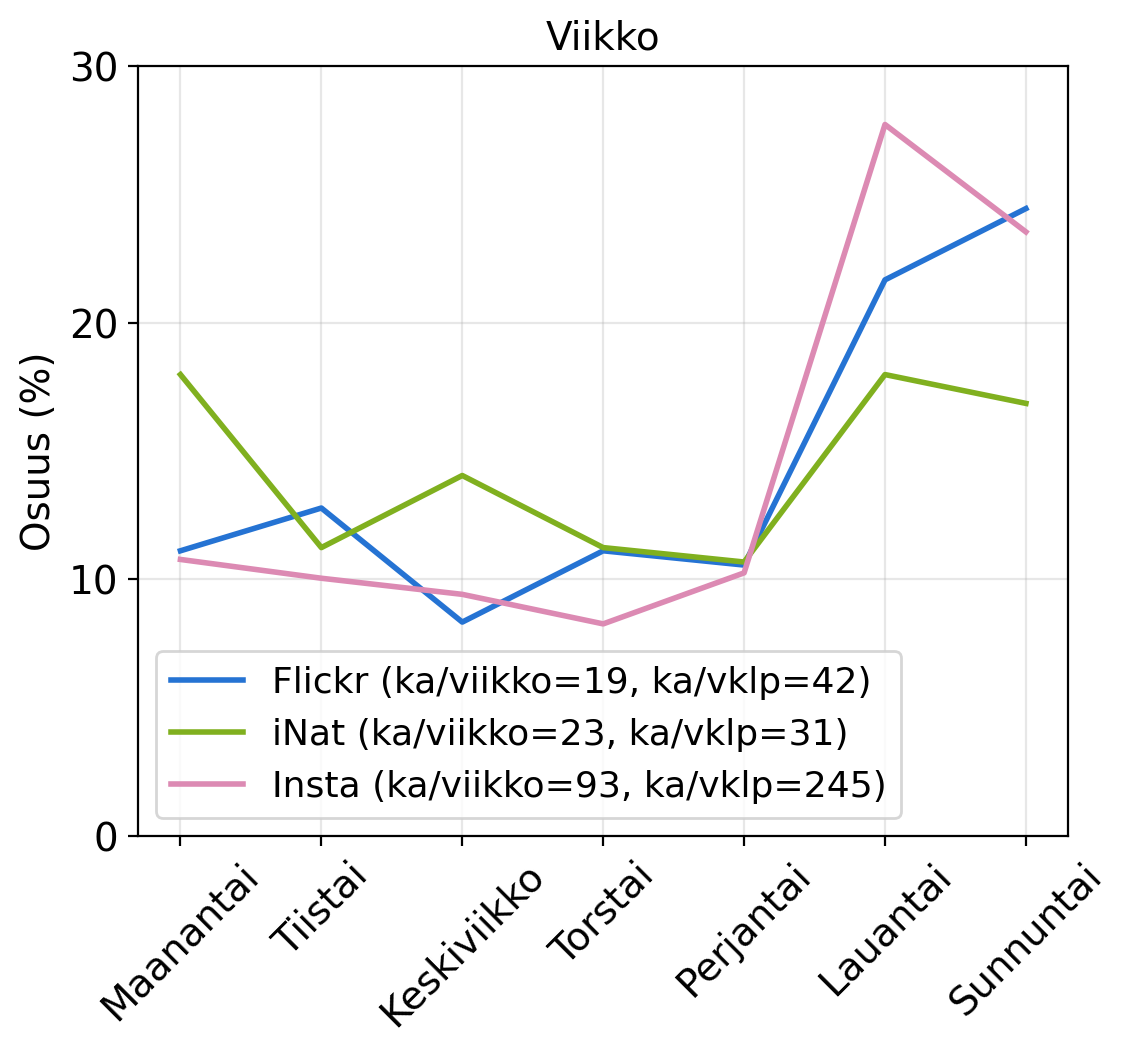 Viikko
Osuus (%)
30
20
10
0
Flickr (ka/viikko=19, ka/vklp=42)
iNat (ka/viikko=23, ka/vklp=31)
Insta (ka/viikko=93, ka/vklp=245)
Maanantai
Tiistai
Keskiviikko
Torstai
Perjantai
Lauantai
Sunnuntai